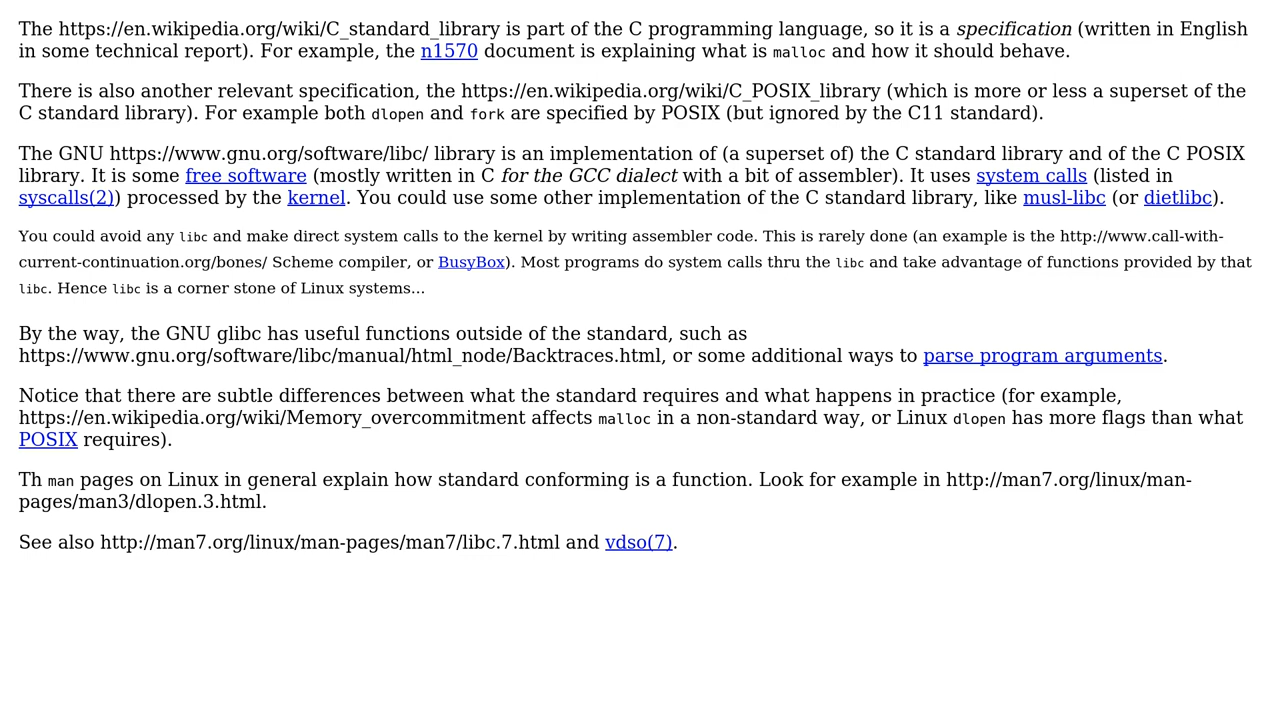 The https://en.wikipedia.org/wiki/C_standard_library is part of the C programming language, so it is a specification (written in English
in some technical report). For example, the n1570 document is explaining what is malloc and how it should behave.
There is also another relevant specification, the https://en.wikipedia.org/wiki/C_POSIX_library (which is more or less a superset of the
C standard library). For example both dlopen and fork are specified by POSIX (but ignored by the C11 standard).
The GNU https://www.gnu.org/software/libc/ library is an implementation of (a superset of) the C standard library and of the C POSIX
library. It is some free software (mostly written in C for the GCC dialect with a bit of assembler). It uses system calls (listed in
syscalls(2)) processed by the kernel. You could use some other implementation of the C standard library, like musl-libc (or dietlibc).
You could avoid any libc and make direct system calls to the kernel by writing assembler code. This is rarely done (an example is the http://www.call-with-
current-continuation.org/bones/ Scheme compiler, or BusyBox). Most programs do system calls thru the libc and take advantage of functions provided by that
libc. Hence libc is a corner stone of Linux systems...
By the way, the GNU glibc has useful functions outside of the standard, such as
https://www.gnu.org/software/libc/manual/html_node/Backtraces.html, or some additional ways to parse program arguments.
Notice that there are subtle differences between what the standard requires and what happens in practice (for example,
https://en.wikipedia.org/wiki/Memory_overcommitment affects malloc in a non-standard way, or Linux dlopen has more flags than what
POSIX requires).
Th man pages on Linux in general explain how standard conforming is a function. Look for example in http://man7.org/linux/man-
pages/man3/dlopen.3.html.
See also http://man7.org/linux/man-pages/man7/libc.7.html and vdso(7).